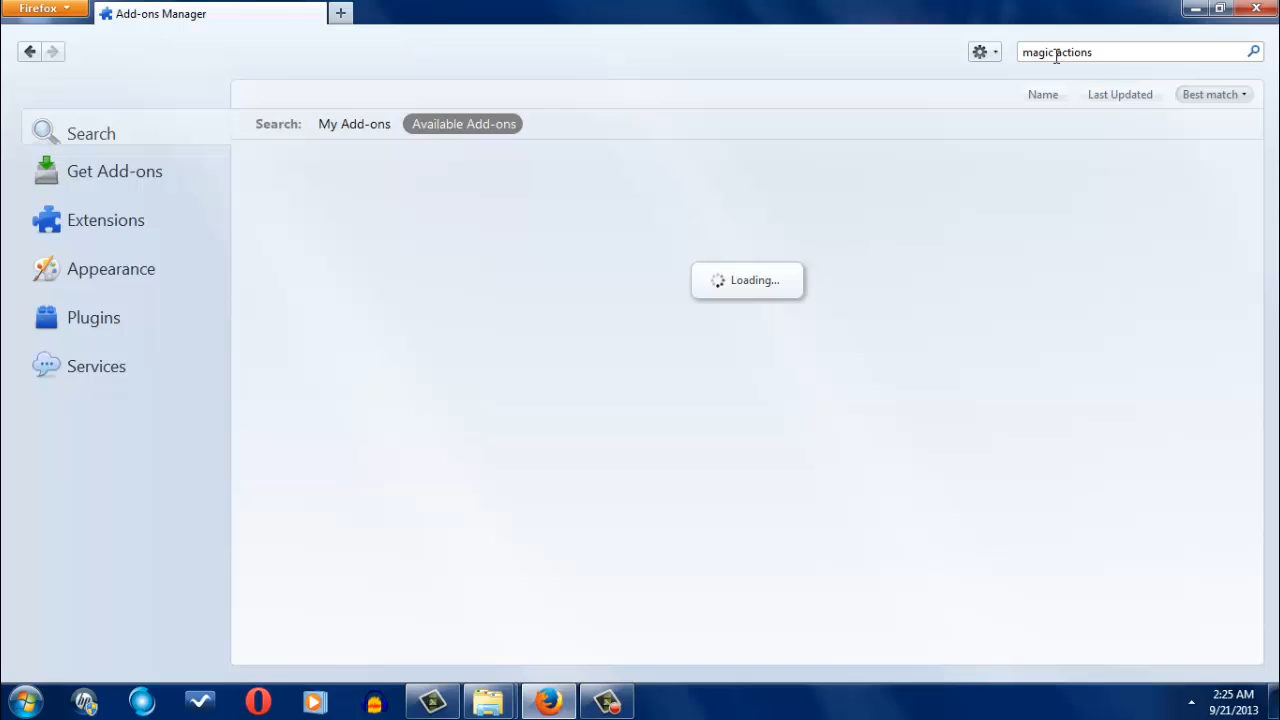 Firefox
Add-ons Manager
magic actions
Name Last Updated Best match
Search: My Add-ons Available Add-ons
Search
Get Add-ons
Extensions
Appearance
Plugins
Services
Loading...
2:25 AM
9/21/2013